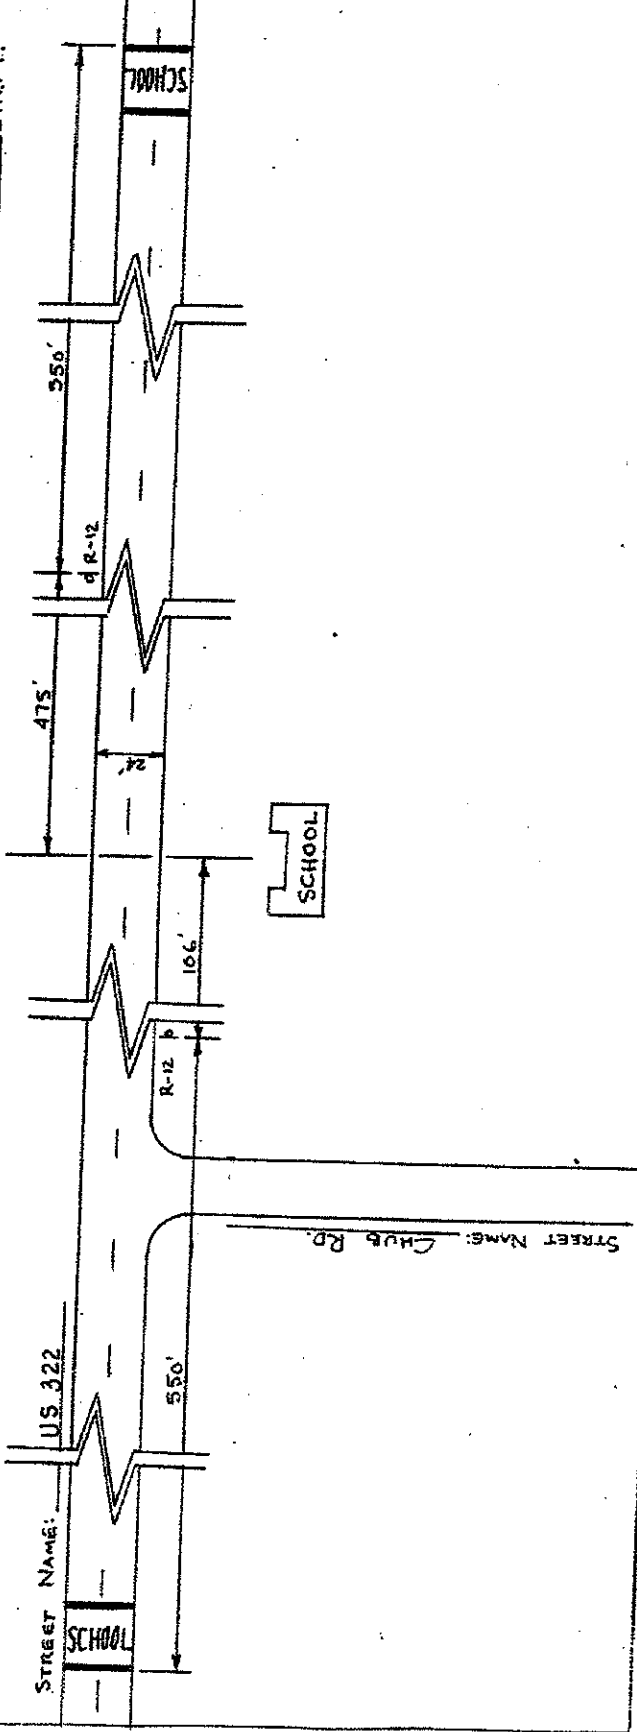 STREET NAME: US 322
SCHOOL
550'
STREET NAME: CHUB RD.
R-12
106'
SCHOOL
24'
475'
R-12
550'
SCHOOL